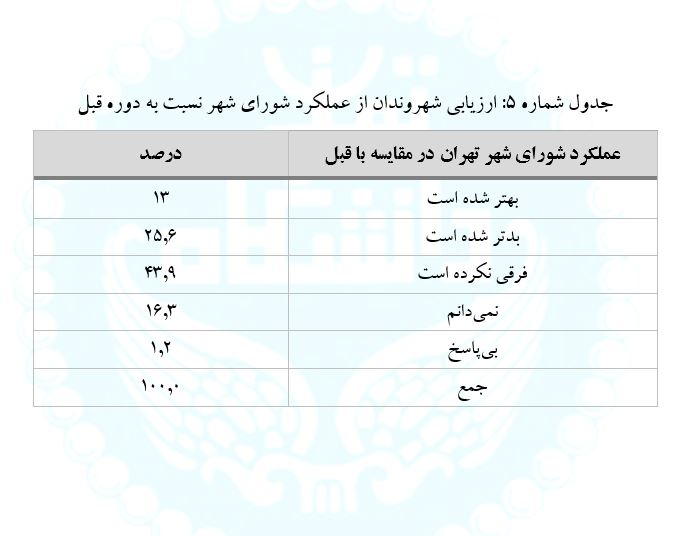 جدول شماره ۵: ارزیابی شهروندان از عملکرد شورای شهر نسبت به دوره قبل
عملکرد شورای شهر تهران در مقایسه با قبل درصد
بهتر شده است ۱۳
بدتر شده است ۲۵,۶
فرقی نکرده است ۴۳,۹
نمی‌دانم ۱۶,۳
بی‌پاسخ ۱,۲
جمع ۱۰۰,۰